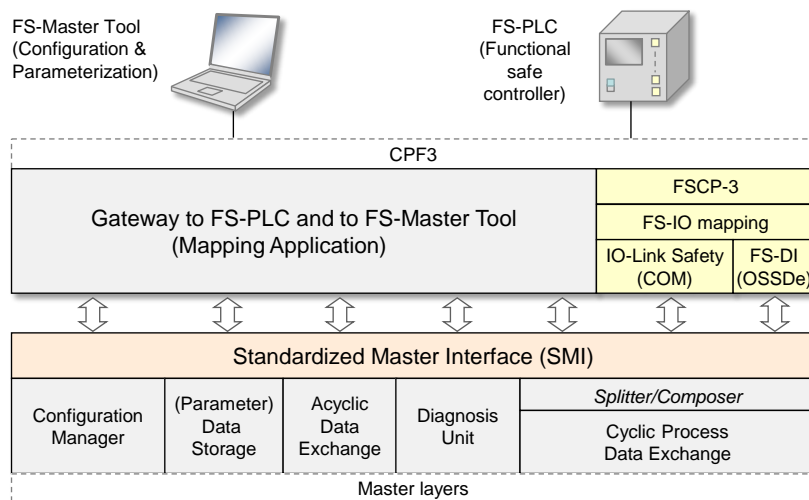 FS-Master Tool
(Configuration &
Parameterization)
FS-PLC
(Functional
safe
controller)
CPF3
Gateway to FS-PLC and to FS-Master Tool
(Mapping Application)
FSCP-3
FS-IO mapping
IO-Link Safety
(COM)
FS-DI
(OSSDe)
Standardized Master Interface (SMI)
Configuration
Manager
(Parameter)
Data
Storage
Acyclic
Data
Exchange
Diagnosis
Unit
Splitter/Composer
Cyclic Process
Data Exchange
Master layers